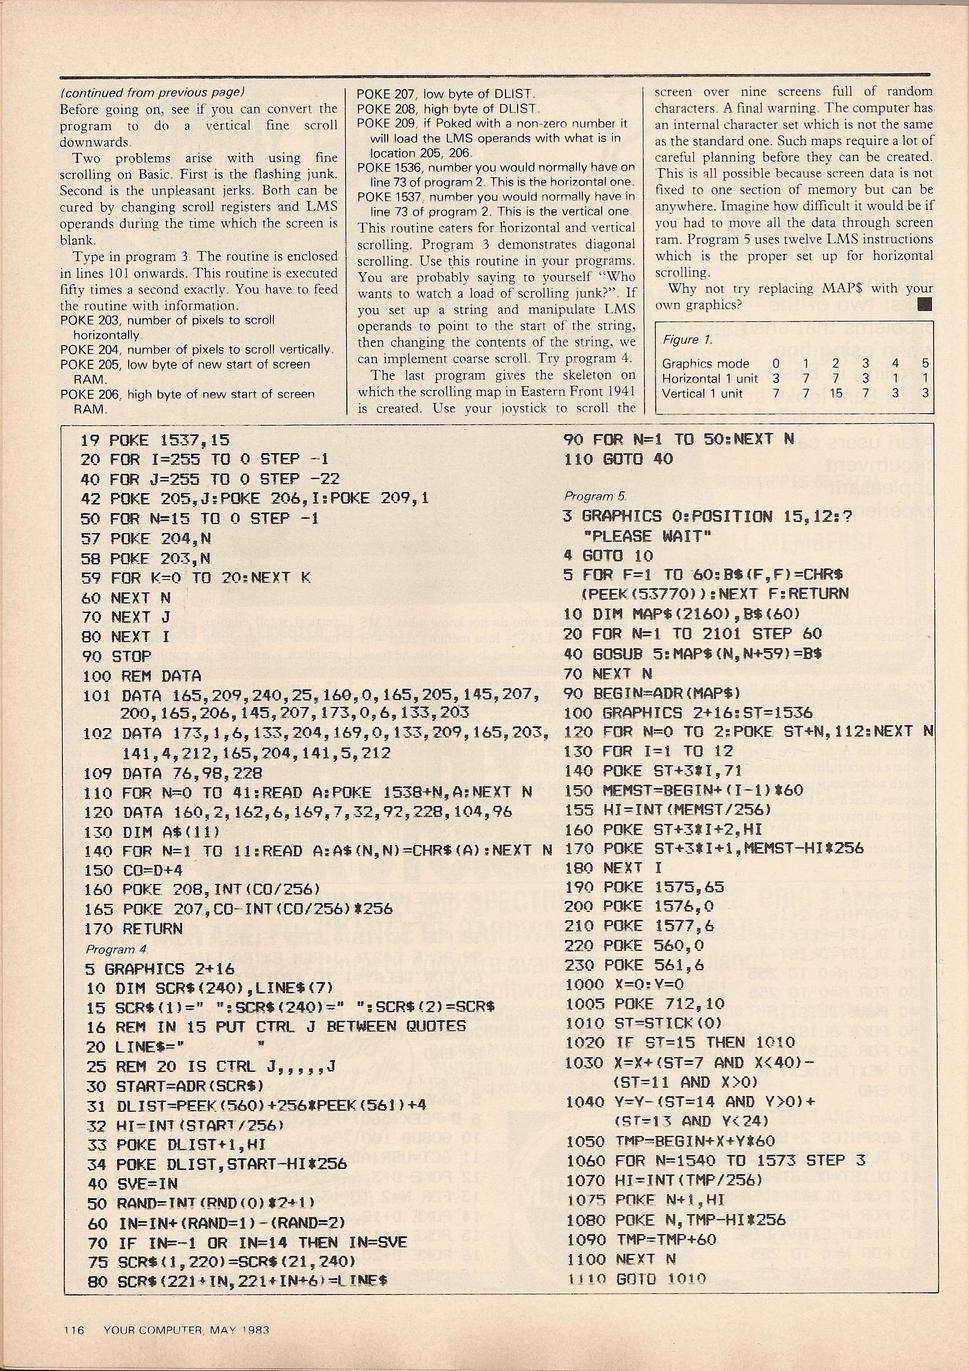 (continued from previous page)
Before going on, see if you can convert the
program to do a vertical fine scroll
downwards.
Two problems arise with using fine
scrolling on Basic. First is the flashing junk.
Second is the unpleasant jerks. Both can be
cured by changing scroll registers and LMS
operands during the time which the screen is
blank.
Type in program 3. The routine is enclosed
in lines 101 onwards. This routine is executed
fifty times a second exactly. You have to feed
the routine with information.
POKE 203, number of pixels to scroll
horizontally.
POKE 204, number of pixels to scroll vertically.
POKE 205, low byte of new start of screen
RAM.
POKE 206, high byte of new start of screen
RAM.
POKE 207, low byte of DLIST.
POKE 208, high byte of DLIST.
POKE 209, if Poked with a non-zero number it
will load the LMS operands with what is in
location 205, 206.
POKE 1536, number you would normally have on
line 73 of program 2. This is the horizontal one.
POKE 1537, number you would normally have in
line 73 of program 2. This is the vertical one.
This routine caters for horizontal and vertical
scrolling. Program 3 demonstrates diagonal
scrolling. Use this routine in your programs.
You are probably saying to yourself "Who
wants to watch a load of scrolling junk?". If
you set up a string and manipulate LMS
operands to point to the start of the string,
then changing the contents of the string, we
can implement coarse scroll. Try program 4.
The last program gives the skeleton on
which the scrolling map in Eastern Front 1941
is created. Use your joystick to scroll the
screen over nine screens full of random
characters. A final warning. The computer has
an internal character set which is not the same
as the standard one. Such maps require a lot of
careful planning before they can be created.
This is all possible because screen data is not
fixed to one section of memory but can be
anywhere. Imagine how difficult it would be if
you had to move all the data through screen
ram. Program 5 uses twelve LMS instructions
which is the proper set up for horizontal
scrolling.
Why not try replacing MAP$ with your
own graphics?
Figure 1.
Graphics mode 0 1 2 3 4 5
Horizontal 1 unit 3 7 7 3 1 1
Vertical 1 unit 7 7 15 7 3 3
19 POKE 1537,15
20 FOR I=255 TO 0 STEP -1
40 FOR J=255 TO 0 STEP -22
42 POKE 205,J:POKE 206,I:POKE 209,1
50 FOR N=15 TO 0 STEP -1
57 POKE 204,N
58 POKE 203,N
59 FOR K=0 TO 20:NEXT K
60 NEXT N
70 NEXT J
80 NEXT I
90 STOP
100 REM DATA
101 DATA 165,209,240,25,160,0,165,205,145,207,
200,165,206,145,207,173,0,6,133,203
102 DATA 173,1,6,133,204,169,0,133,209,165,203,
141,4,212,165,204,141,5,212
109 DATA 76,98,228
110 FOR N=0 TO 41:READ A:POKE 1538+N,A:NEXT N
120 DATA 160,2,162,6,169,7,32,92,228,104,96
130 DIM A$(11)
140 FOR N=1 TO 11:READ A:A$(N,N)=CHR$(A):NEXT N
150 CO=D+4
160 POKE 208,INT(CO/256)
165 POKE 207,CO-INT(CO/256)*256
170 RETURN
Program 4.
5 GRAPHICS 2+16
10 DIM SCR$(240),LINE$(7)
15 SCR$(1)=" ":SCR$(240)=" ":SCR$(2)=SCR$
16 REM IN 15 PUT CTRL J BETWEEN QUOTES
20 LINE$="       "
25 REM 20 IS CTRL J,,,,,J
30 START=ADR(SCR$)
31 DLIST=PEEK(560)+256*PEEK(561)+4
32 HI=INT(START/256)
33 POKE DLIST+1,HI
34 POKE DLIST,START-HI*256
40 SVE=IN
50 RAND=INT(RND(0)*2+1)
60 IN=IN+(RAND=1)-(RAND=2)
70 IF IN=-1 OR IN=14 THEN IN=SVE
75 SCR$(1,220)=SCR$(21,240)
80 SCR$(221+IN,221+IN+6)=LINE$
90 FOR N=1 TO 50:NEXT N
110 GOTO 40
Program 5.
3 GRAPHICS 0:POSITION 15,12:?
"PLEASE WAIT"
4 GOTO 10
5 FOR F=1 TO 60:B$(F,F)=CHR$
(PEEK(53770)):NEXT F:RETURN
10 DIM MAP$(2160),B$(60)
20 FOR N=1 TO 2101 STEP 60
40 GOSUB 5:MAP$(N,N+59)=B$
70 NEXT N
90 BEGIN=ADR(MAP$)
100 GRAPHICS 2+16:ST=1536
120 FOR N=0 TO 2:POKE ST+N,112:NEXT N
130 FOR I=1 TO 12
140 POKE ST+3*I,71
150 MEMST=BEGIN+(I-1)*60
155 HI=INT(MEMST/256)
160 POKE ST+3*I+2,HI
170 POKE ST+3*I+1,MEMST-HI*256
180 NEXT I
190 POKE 1575,65
200 POKE 1576,0
210 POKE 1577,6
220 POKE 560,0
230 POKE 561,6
1000 X=0:Y=0
1005 POKE 712,10
1010 ST=STICK(0)
1020 IF ST=15 THEN 1010
1030 X=X+(ST=7 AND X<40)-
(ST=11 AND X>0)
1040 Y=Y-(ST=14 AND Y>0)+
(ST=13 AND Y<24)
1050 TMP=BEGIN+X+Y*60
1060 FOR N=1540 TO 1573 STEP 3
1070 HI=INT(TMP/256)
1075 POKE N+1,HI
1080 POKE N,TMP-HI*256
1090 TMP=TMP+60
1100 NEXT N
1110 GOTO 1010
116 YOUR COMPUTER, MAY 1983